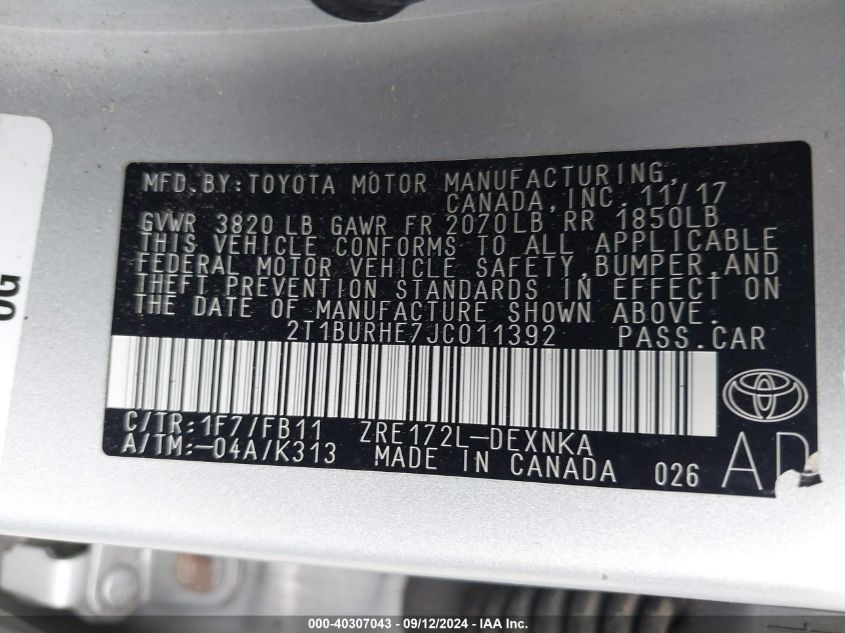 MFD. BY: TOYOTA MOTOR MANUFACTURING,
CANADA, INC. 11/17
GVWR 3820 LB GAWR FR 2070LB RR 1850LB
THIS VEHICLE CONFORMS TO ALL APPLICABLE
FEDERAL MOTOR VEHICLE SAFETY, BUMPER, AND
THEFT PREVENTION STANDARDS IN EFFECT ON
THE DATE OF MANUFACTURE SHOWN ABOVE.
2T1BURHE7JC011392 PASS. CAR
C/TR: 1F7/FB11 ZRE172L-DEXNKA
A/TM:-04A/K313 MADE IN CANADA 026
000-40307043 / 09/12/2024 / © IAA Inc.